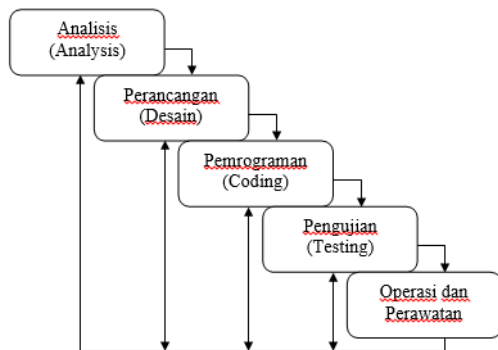 Analisis
(Analysis)
Perancangan
(Desain)
Pemrograman
(Coding)
Pengujian
(Testing)
Operasi dan
Perawatan